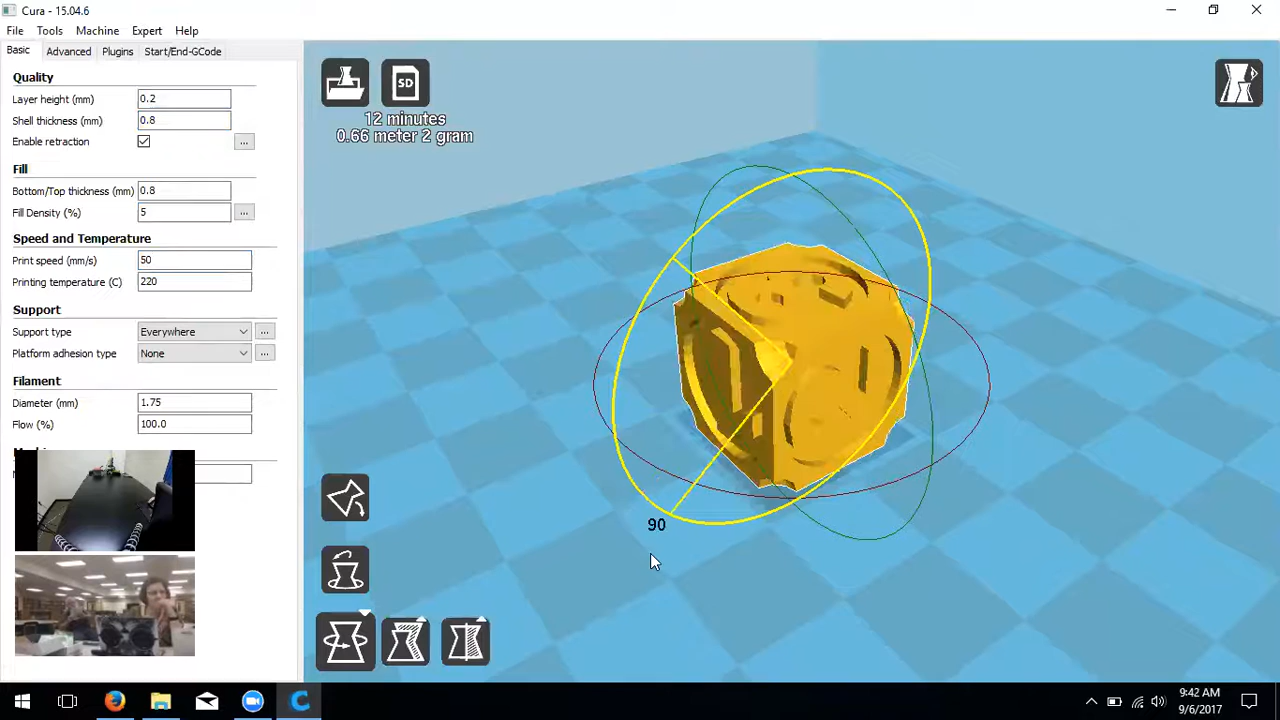 Cura - 15.04.6
File Tools Machine Expert Help
Basic Advanced Plugins Start/End-GCode
Quality
Layer height (mm) 0.2
Shell thickness (mm) 0.8
Enable retraction ...
Fill
Bottom/Top thickness (mm) 0.8
Fill Density (%) 5 ...
Speed and Temperature
Print speed (mm/s) 50
Printing temperature (C) 220
Support
Support type Everywhere ...
Platform adhesion type None ...
Filament
Diameter (mm) 1.75
Flow (%) 100.0
SD
12 minutes
0.66 meter 2 gram
90
9:42 AM
9/6/2017